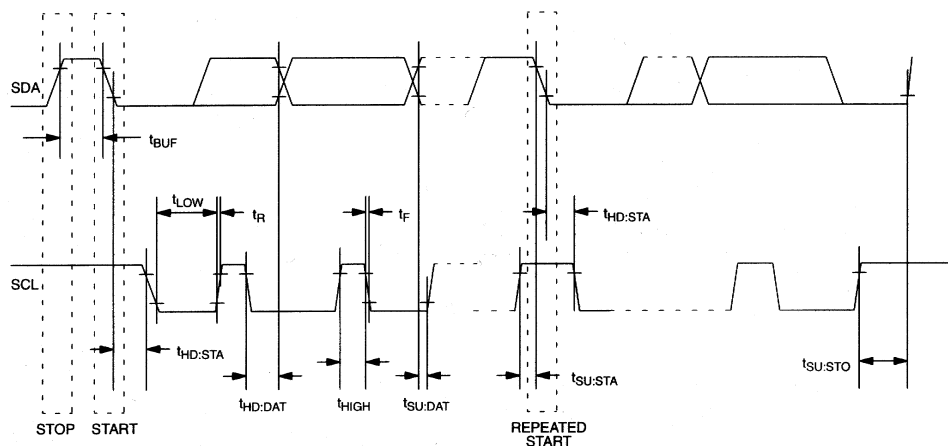 SDA
tBUF
tLOW
tR
tF
tHD:STA
SCL
tHD:STA
tHD:DAT
tHIGH
tSU:DAT
tSU:STA
tSU:STO
STOP
START
REPEATED
START